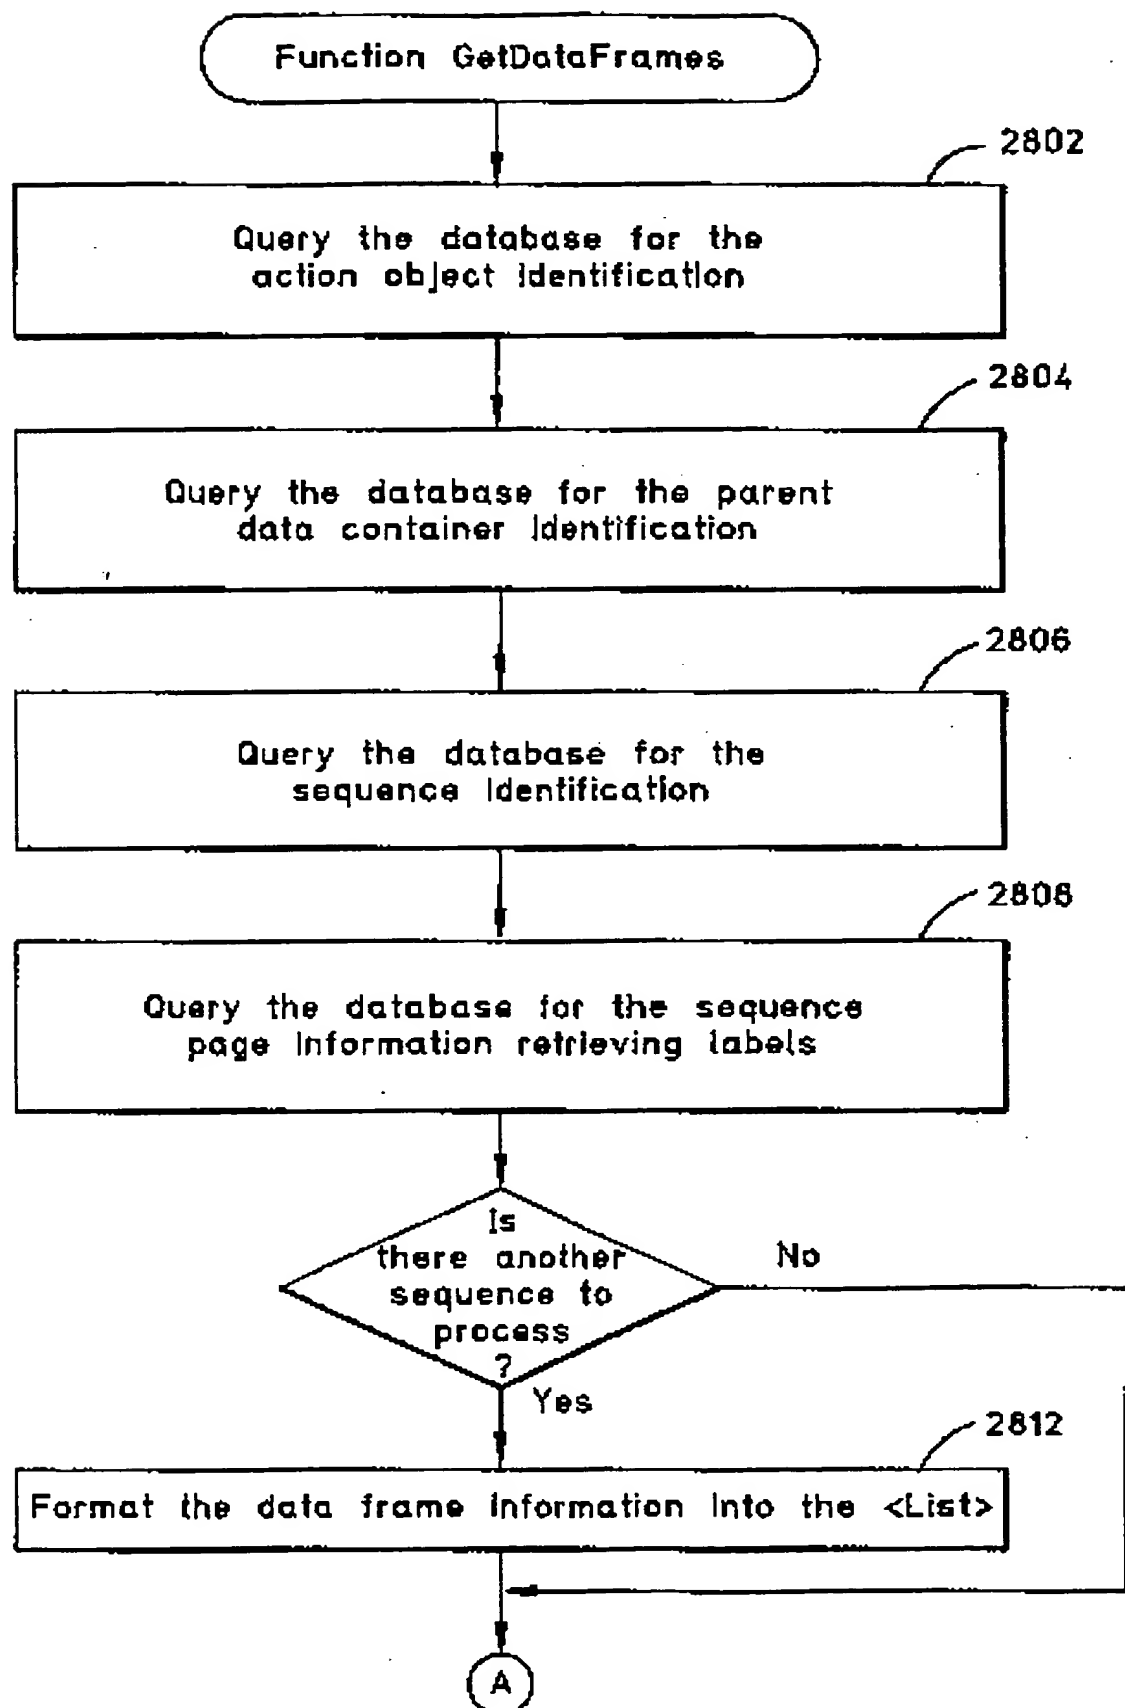 Function GetDataFrames
2802
Query the database for the
action object Identification
2804
Query the database for the parent
data container Identification
2806
Query the database for the
sequence Identification
2808
Query the database for the sequence
page Information retrieving labels
Is
there another
sequence to
process
?
No
Yes
2812
Format the data frame Information Into the <List>
A